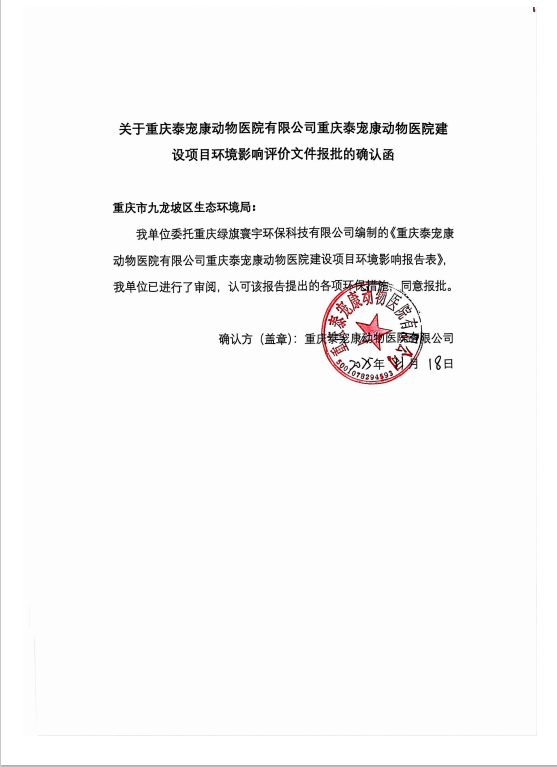 关于重庆泰宠康动物医院有限公司重庆泰宠康动物医院建
设项目环境影响评价文件报批的确认函
重庆市九龙坡区生态环境局：
我单位委托重庆绿旗寰宇环保科技有限公司编制的《重庆泰宠康
动物医院有限公司重庆泰宠康动物医院建设项目环境影响报告表》，
我单位已进行了审阅，认可该报告提出的各项环保措施，同意报批。
确认方（盖章）：重庆泰宠康动物医院有限公司
年 月 18日
重庆泰宠康动物医院有限公司
5001078294593